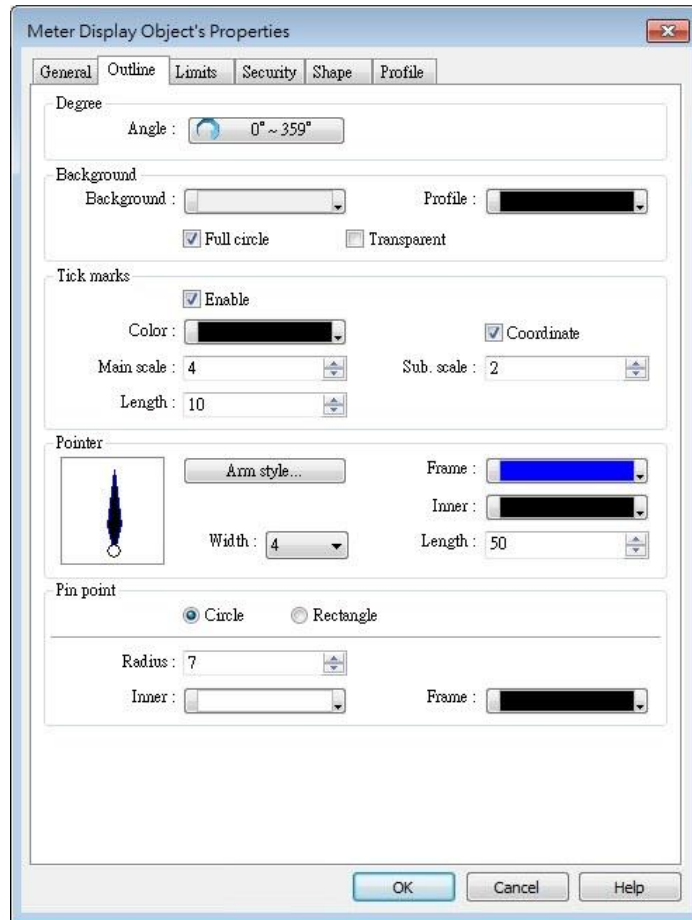 Meter Display Object's Properties
General Outline Limits Security Shape Profile
Degree
Angle : 0° ~ 359°
Background
Background : Profile :
Full circle Transparent
Tick marks
Enable
Color : Coordinate
Main scale : 4 Sub. scale : 2
Length : 10
Pointer
Arm style... Frame :
Inner :
Width : 4 Length : 50
Pin point
Circle Rectangle
Radius : 7
Inner : Frame :
OK Cancel Help